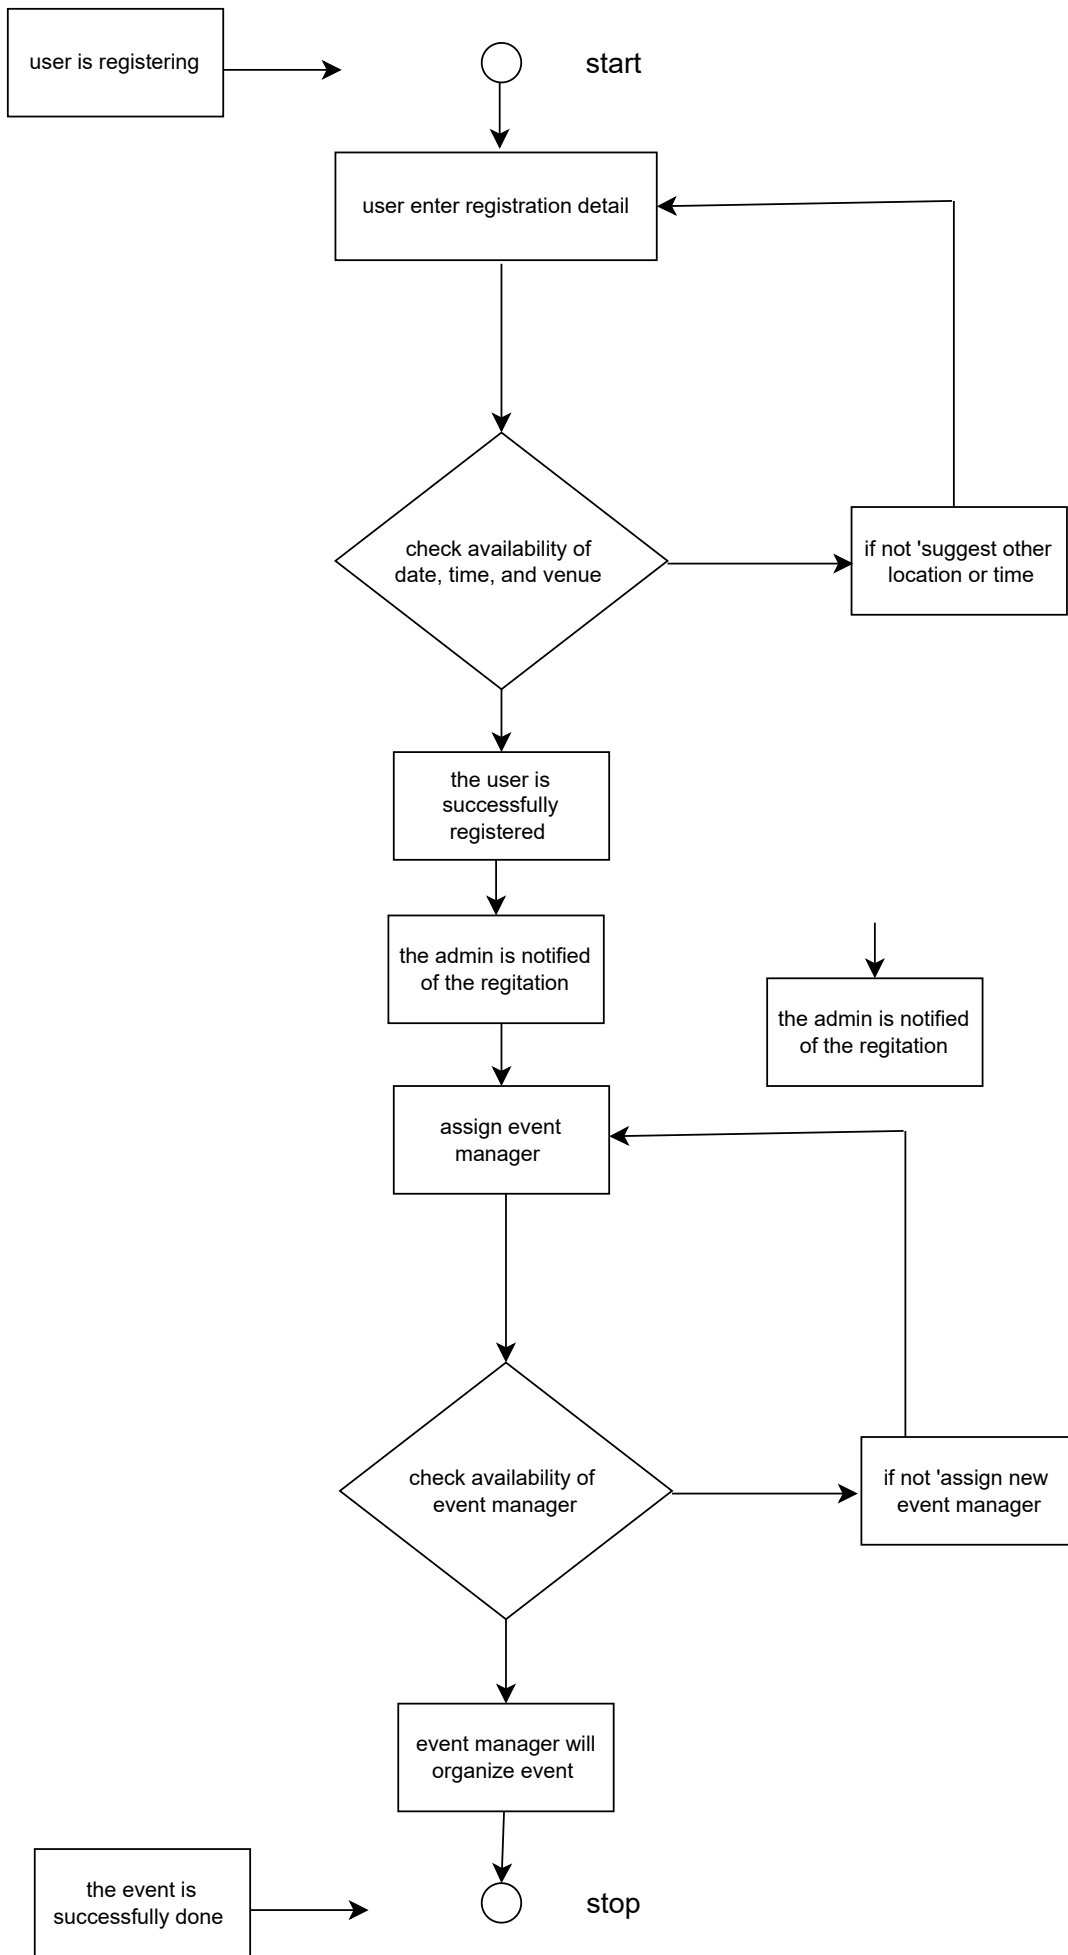 user is registering
start
user enter registration detail
check availability of
date, time, and venue
if not 'suggest other
location or time
the user is
successfully
registered
the admin is notified
of the regitation
the admin is notified
of the regitation
assign event
manager
check availability of
event manager
if not 'assign new
event manager
event manager will
organize event
the event is
successfully done
stop